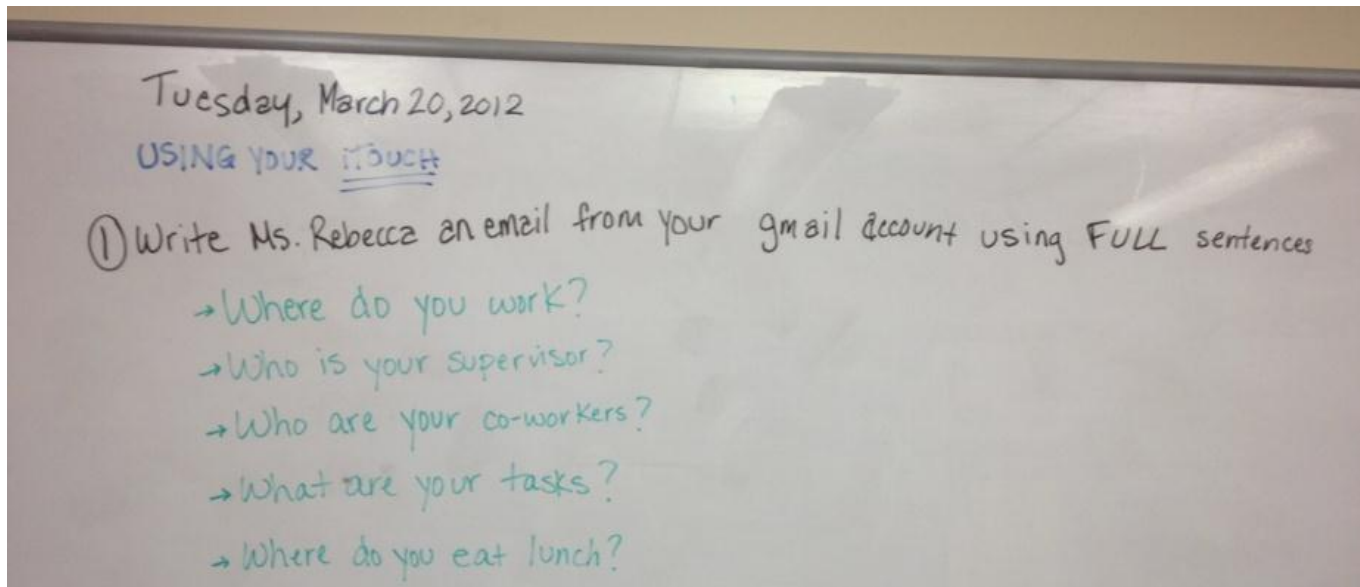 Tuesday, March 20, 2012
USING YOUR iTOUCH
① Write Ms. Rebecca an email from your gmail account using FULL sentences
→ Where do you work?
→ Who is your supervisor?
→ Who are your co-workers?
→ What are your tasks?
→ Where do you eat lunch?